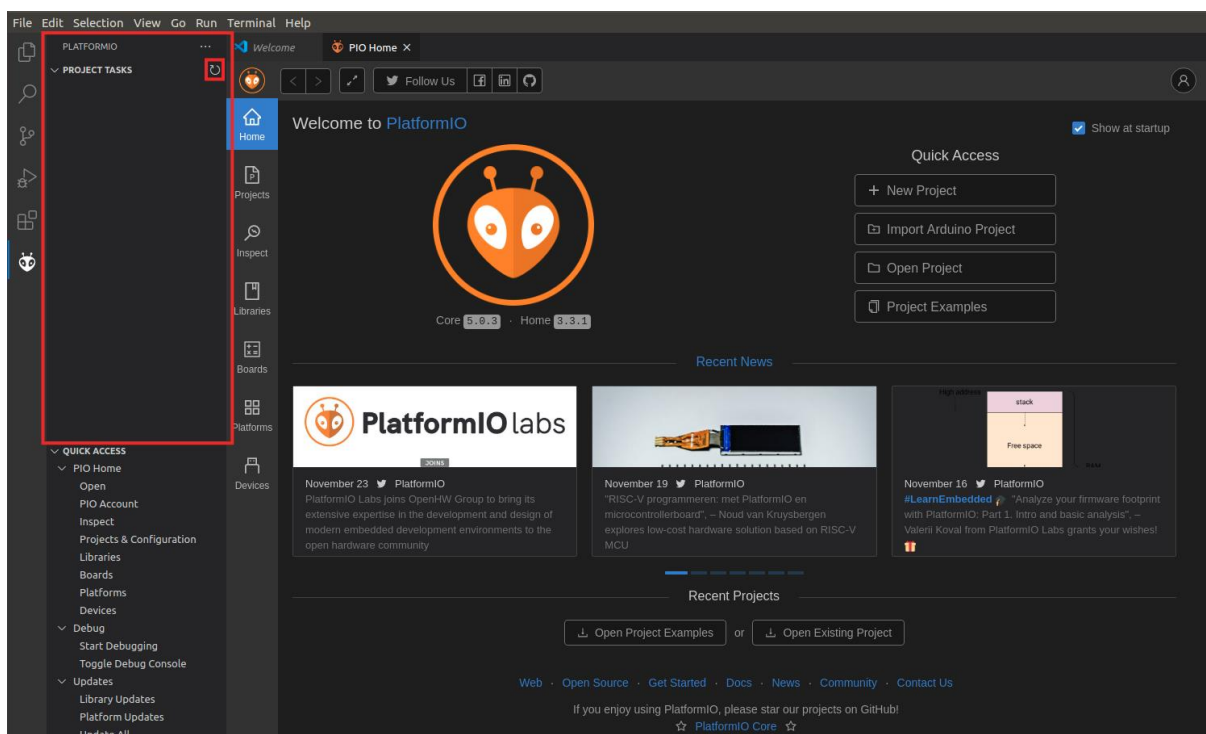 File Edit Selection View Go Run Terminal Help
PLATFORMIO ...
PROJECT TASKS
QUICK ACCESS
PIO Home
Open
PIO Account
Inspect
Projects & Configuration
Libraries
Boards
Platforms
Devices
Debug
Start Debugging
Toggle Debug Console
Updates
Library Updates
Platform Updates
Update All
Welcome
PIO Home
Follow Us
Home
Projects
Inspect
Libraries
Boards
Platforms
Devices
Welcome to PlatformIO
Show at startup
Core 5.0.3 · Home 3.3.1
Quick Access
New Project
Import Arduino Project
Open Project
Project Examples
Recent News
PlatformIO labs
JOINS
November 23 PlatformIO
PlatformIO Labs joins OpenHW Group to bring its
extensive expertise in the development and design of
modern embedded development environments to the
open hardware community
November 19 PlatformIO
"RISC-V programmeren: met PlatformIO en
microcontrollerboard", – Noud van Kruysbergen
explores low-cost hardware solution based on RISC-V
MCU
High address
stack
Free space
November 16 PlatformIO
#LearnEmbedded "Analyze your firmware footprint
with PlatformIO: Part 1. Intro and basic analysis", –
Valerii Koval from PlatformIO Labs grants your wishes!
Recent Projects
Open Project Examples or Open Existing Project
Web · Open Source · Get Started · Docs · News · Community · Contact Us
If you enjoy using PlatformIO, please star our projects on GitHub!
☆ PlatformIO Core ☆